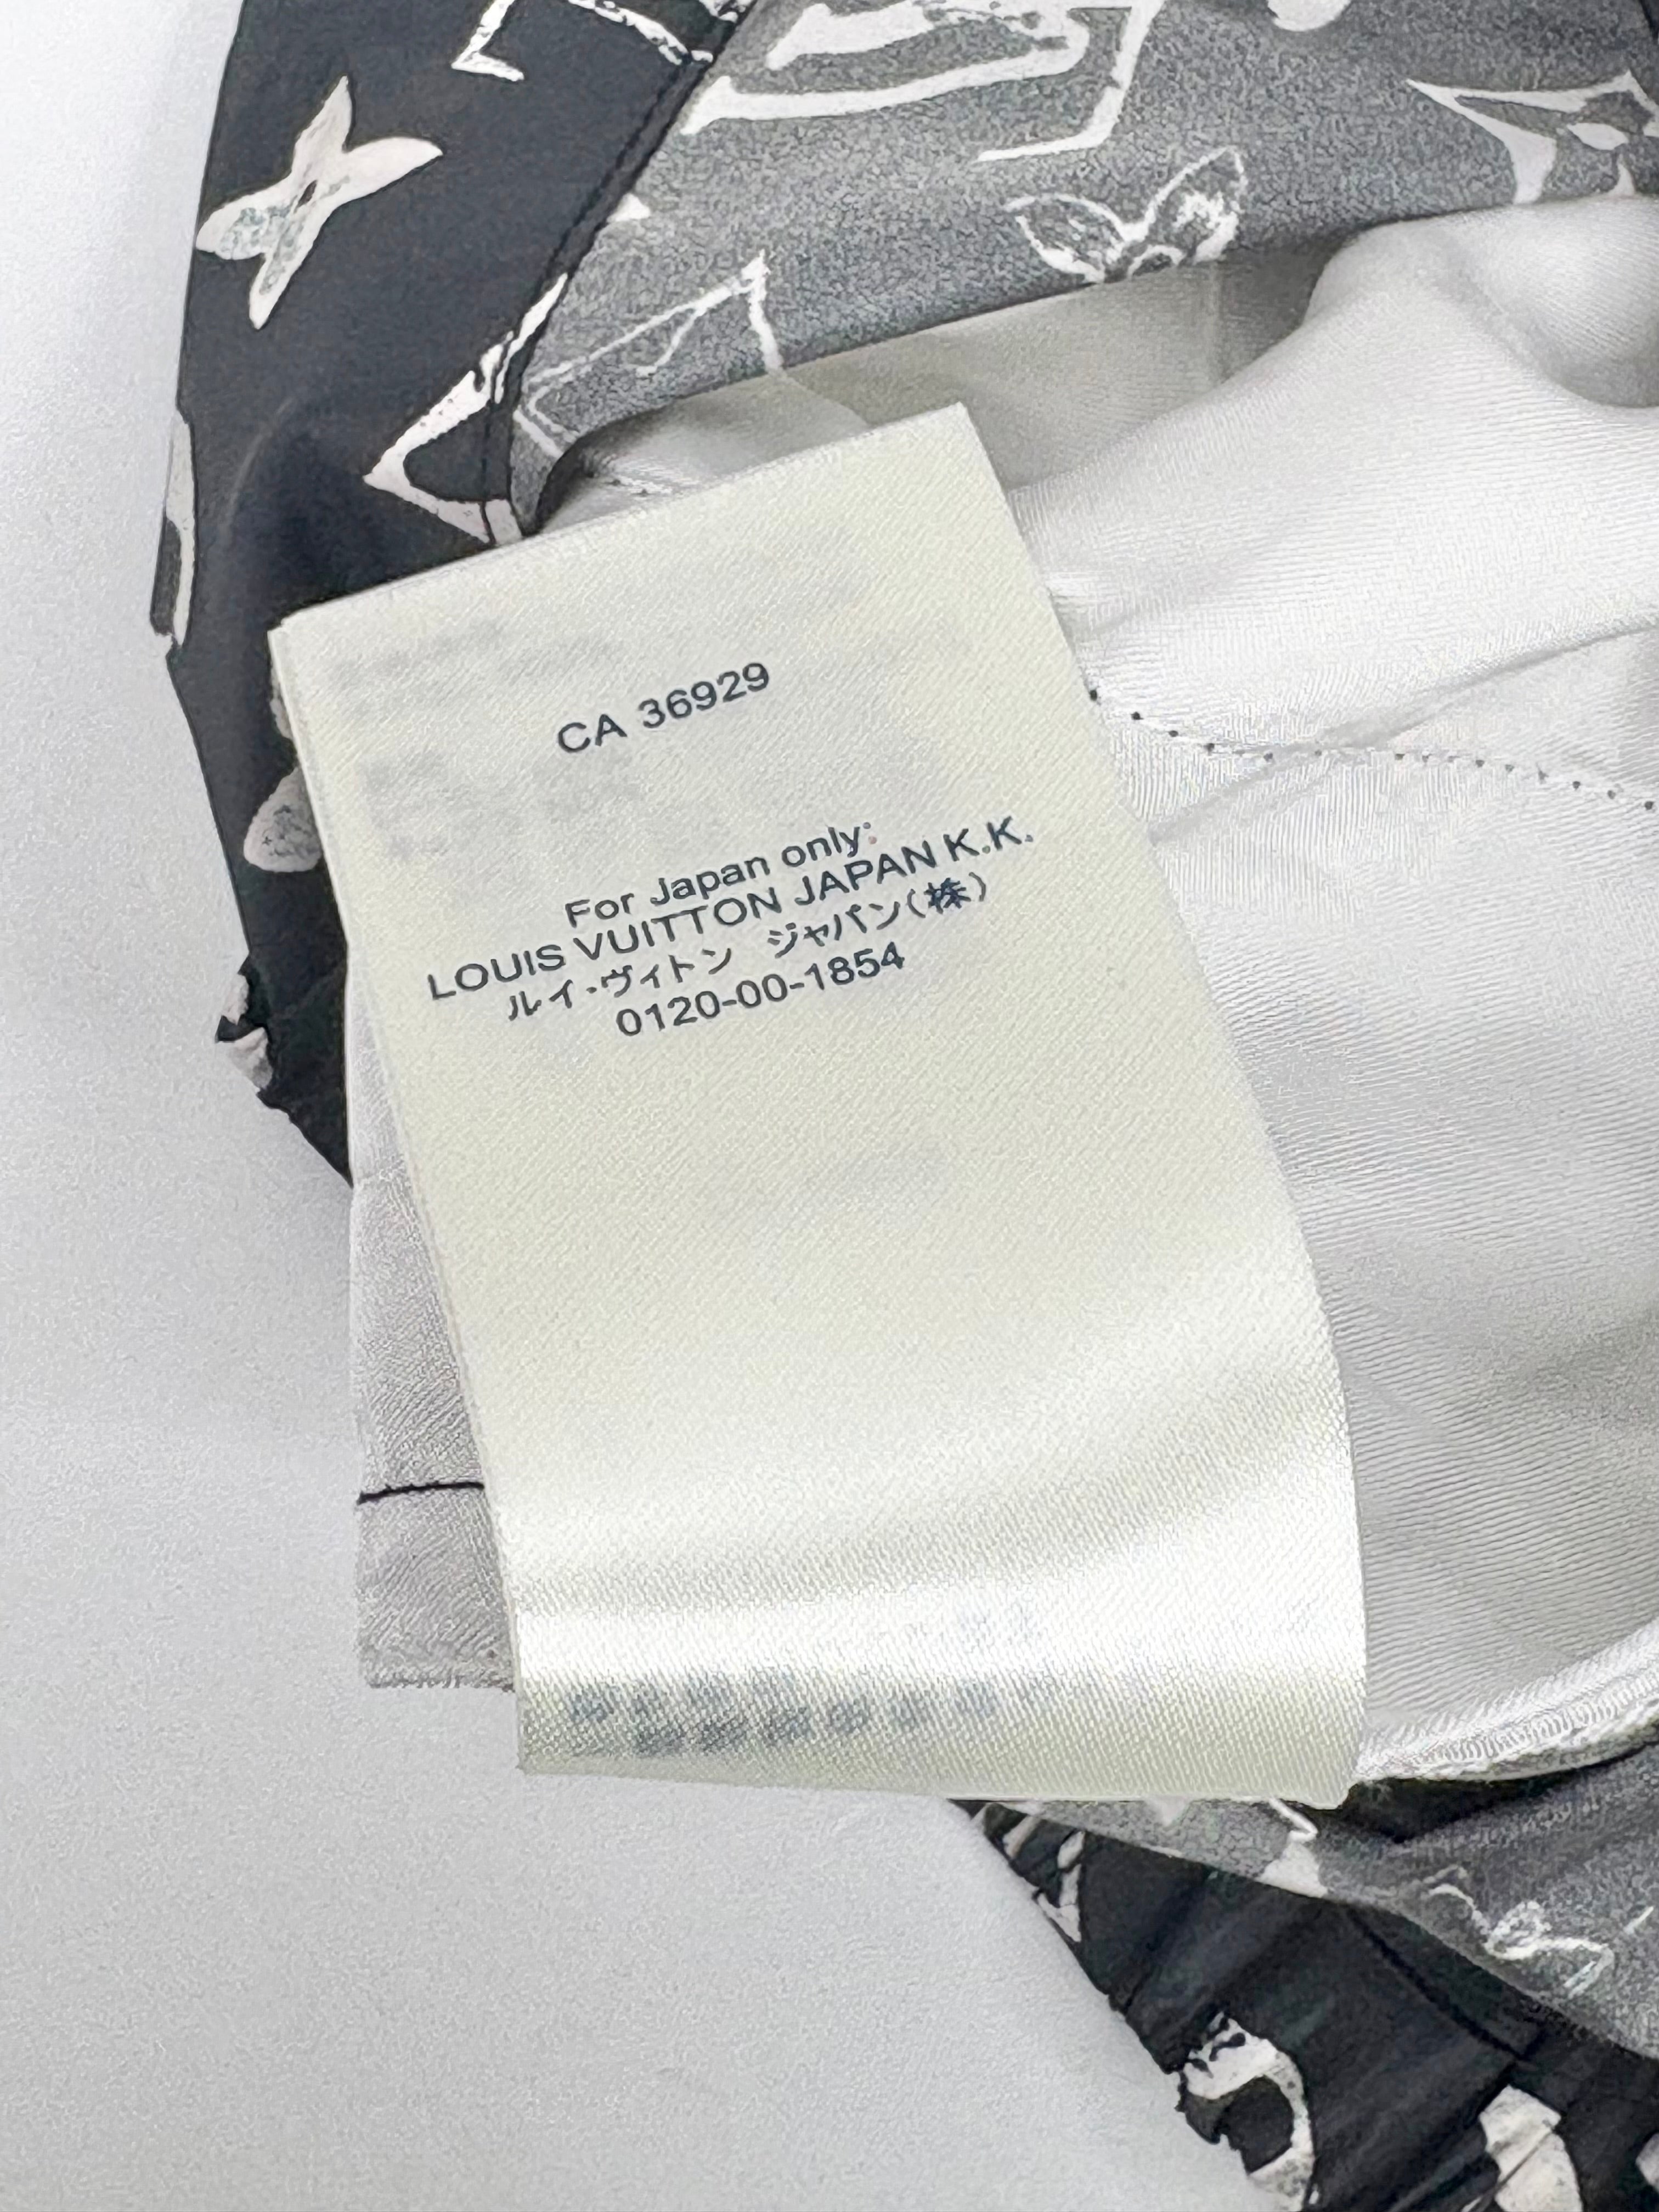 CA 36929
For Japan only:
LOUIS VUITTON JAPAN K.K.
ルイ・ヴィトン ジャパン(株)
0120-00-1854